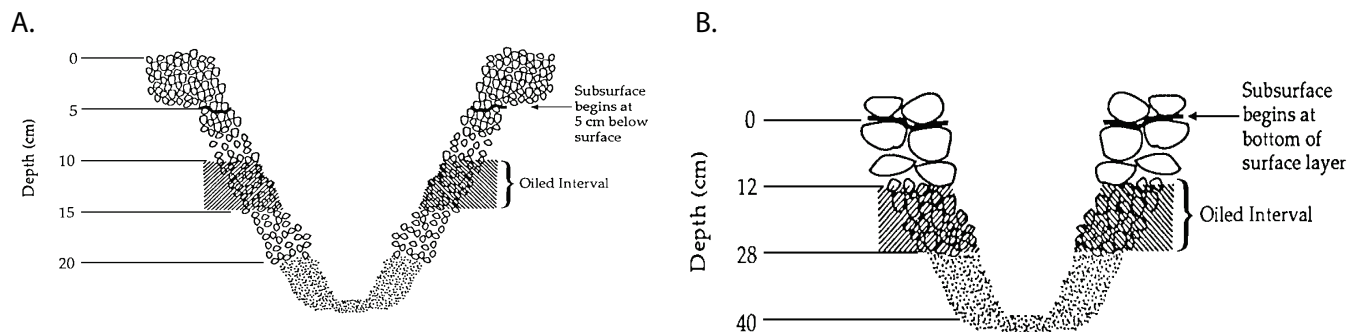 A.
0
5
10
15
20
Depth (cm)
Subsurface
begins at
5 cm below
surface
Oiled Interval
B.
0
12
28
40
Depth (cm)
Subsurface
begins at
bottom of
surface layer
Oiled Interval